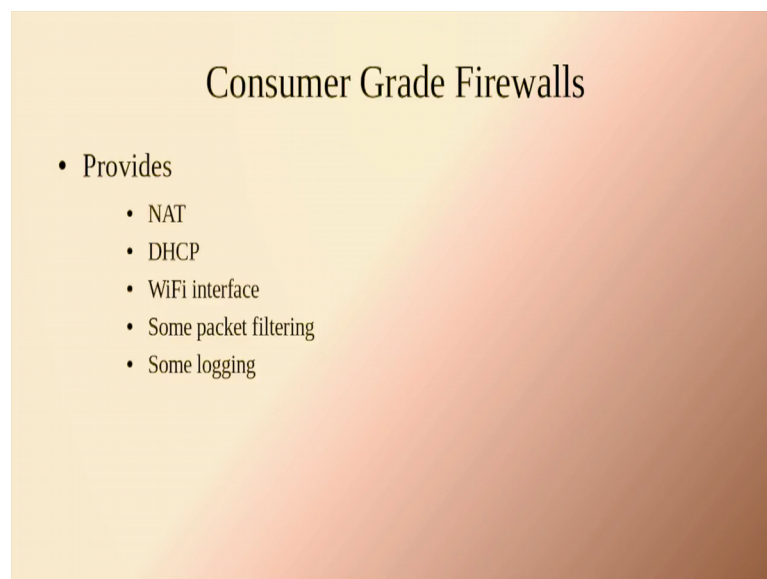 Consumer Grade Firewalls
• Provides
• NAT
• DHCP
• WiFi interface
• Some packet filtering
• Some logging